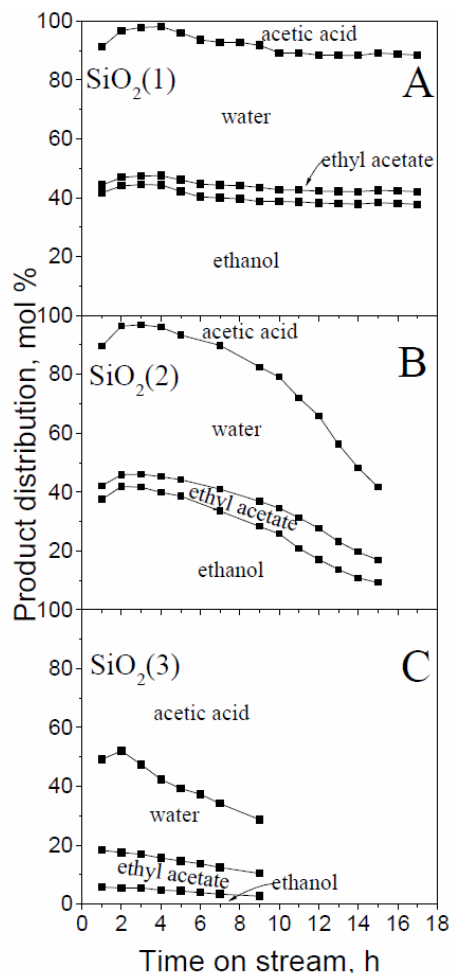 Product distribution, mol %
100
80
60
40
20
acetic acid
SiO2(1)
A
water
ethyl acetate
ethanol
100
80
60
40
20
acetic acid
SiO2(2)
B
water
ethyl acetate
ethanol
100
80
60
40
20
0
SiO2(3)
C
acetic acid
water
ethyl acetate
ethanol
0 2 4 6 8 10 12 14 16 18
Time on stream, h